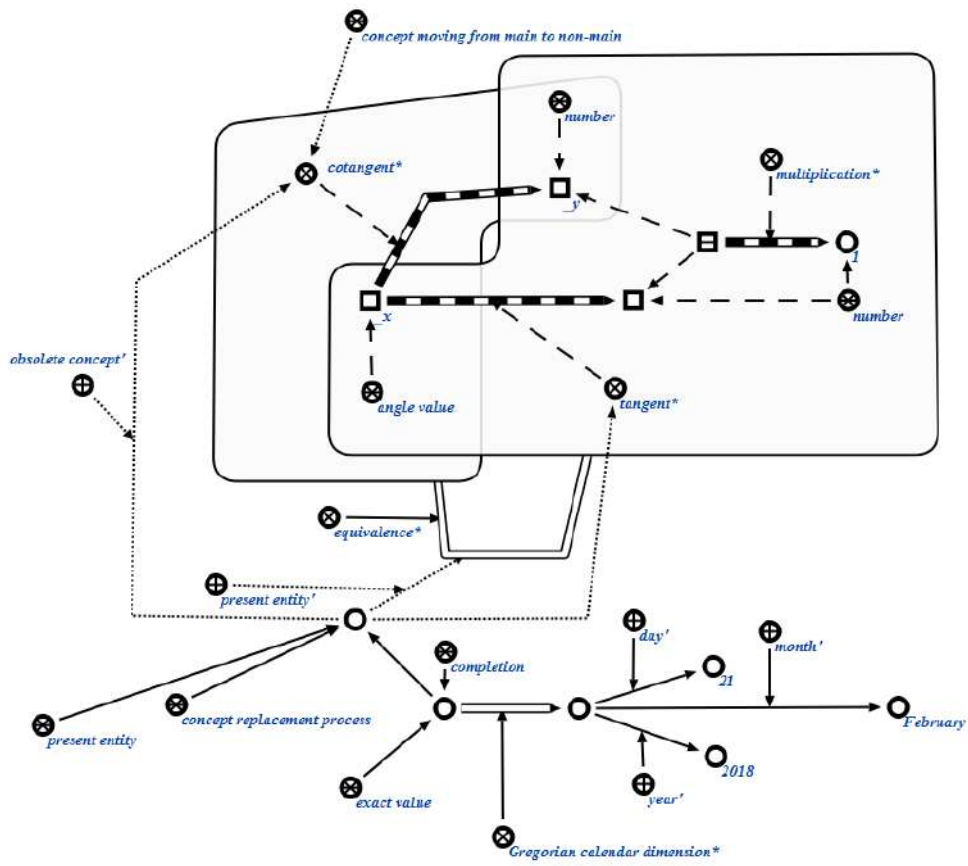 concept moving from main to non-main
number
cotangent*
multiplication*
_y
1
_x
number
obsolete concept'
angle value
tangent*
equivalence*
present entity'
day'
month'
completion
21
concept replacement process
present entity
February
2018
exact value
year'
Gregorian calendar dimension*